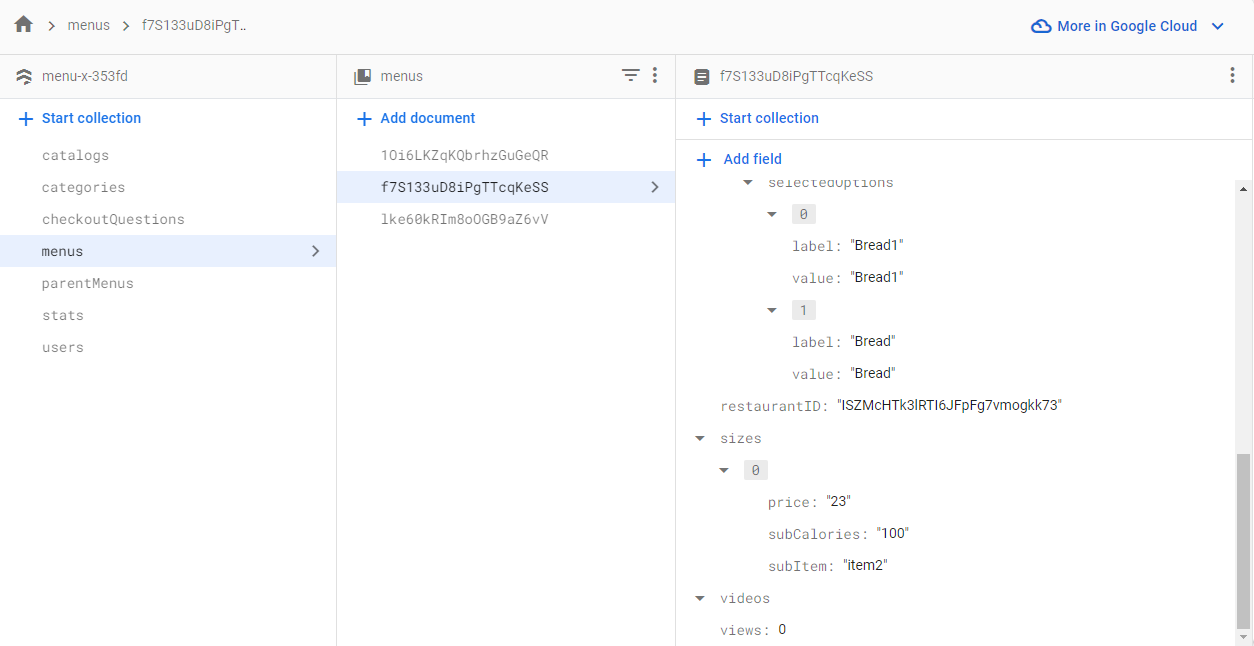 menus
f7S133uD8iPgT..
More in Google Cloud
menu-x-353fd
menus
f7S133uD8iPgTTcqKeSS
Start collection
Add document
Start collection
catalogs
categories
checkoutQuestions
menus
parentMenus
stats
users
1Oi6LKZqKQbrhzGuGeQR
f7S133uD8iPgTTcqKeSS
lke60kRIm8oOGB9aZ6vV
Add field
selectedOptions
0
label: "Bread1"
value: "Bread1"
1
label: "Bread"
value: "Bread"
restaurantID: "ISZMcHTk3lRTI6JFpFg7vmogkk73"
sizes
0
price: "23"
subCalories: "100"
subItem: "item2"
videos
views: 0